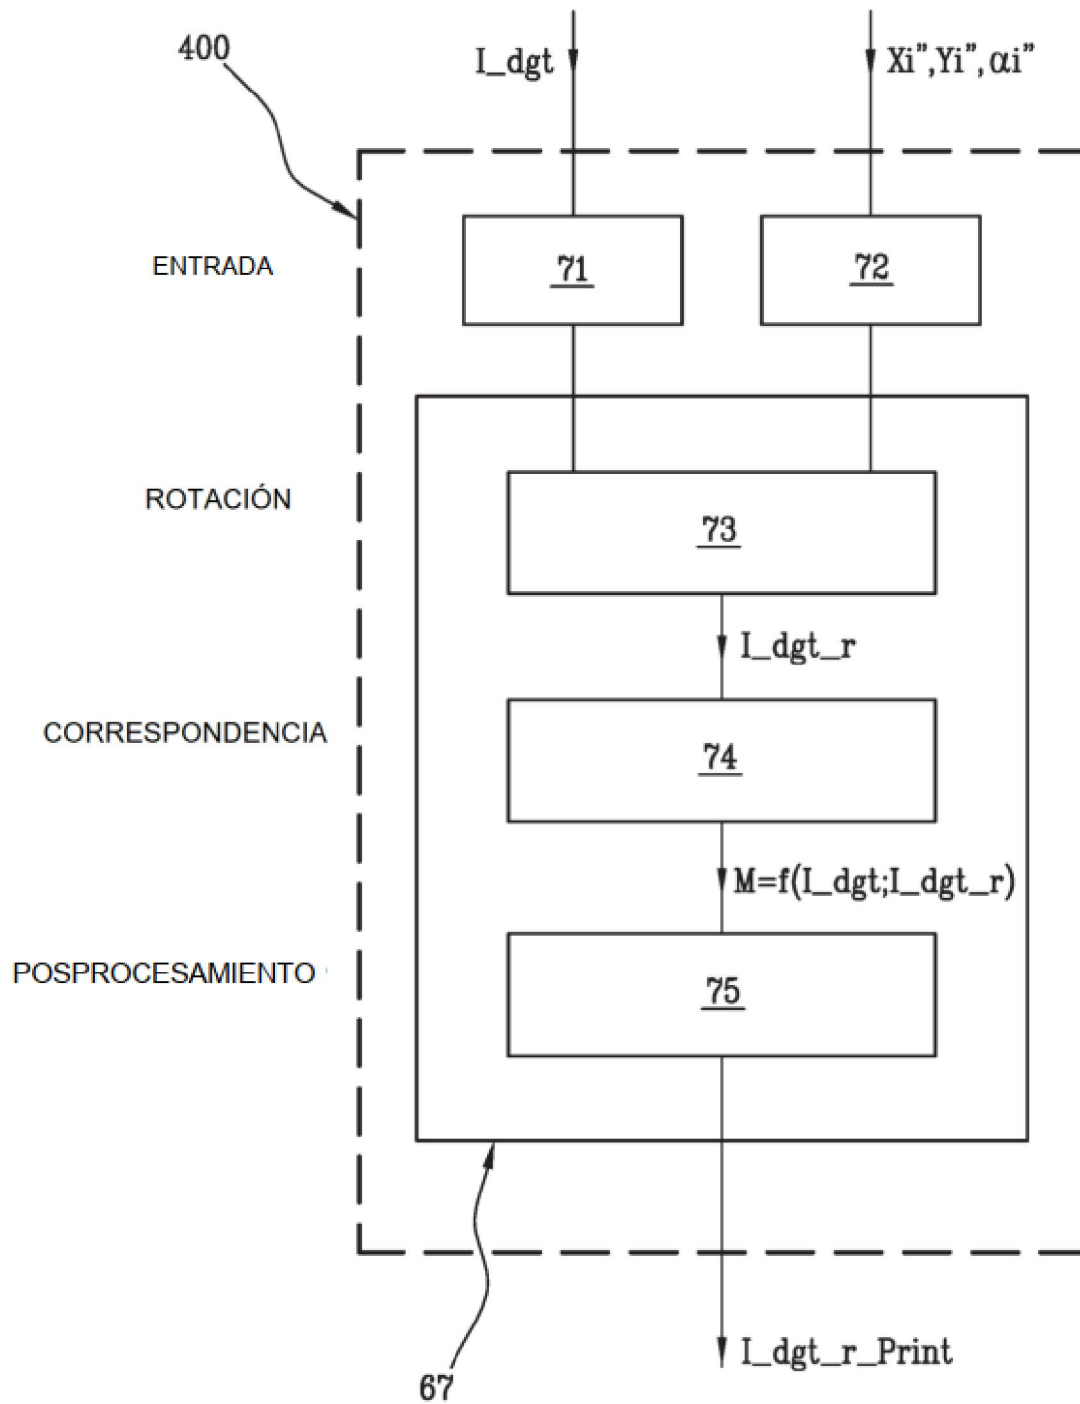 400
I_dgt
Xi”,Yi”,αi”
ENTRADA
71
72
ROTACIÓN
73
I_dgt_r
CORRESPONDENCIA
74
M=f(I_dgt;I_dgt_r)
POSPROCESAMIENTO
75
I_dgt_r_Print
67